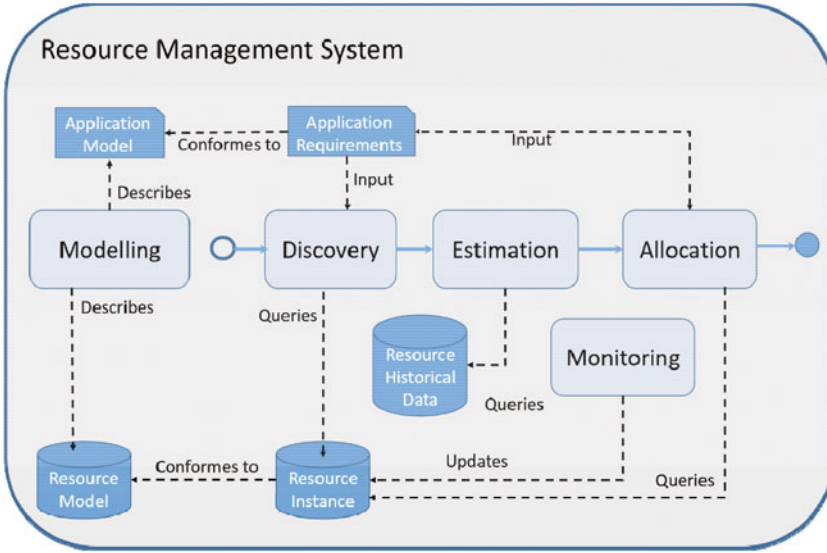 Resource Management System
Application
Model
Conformes to
Application
Requirements
Input
Describes
Input
Modelling
Discovery
Estimation
Allocation
Describes
Queries
Resource
Historical
Data
Monitoring
Queries
Updates
Conformes to
Queries
Resource
Model
Resource
Instance